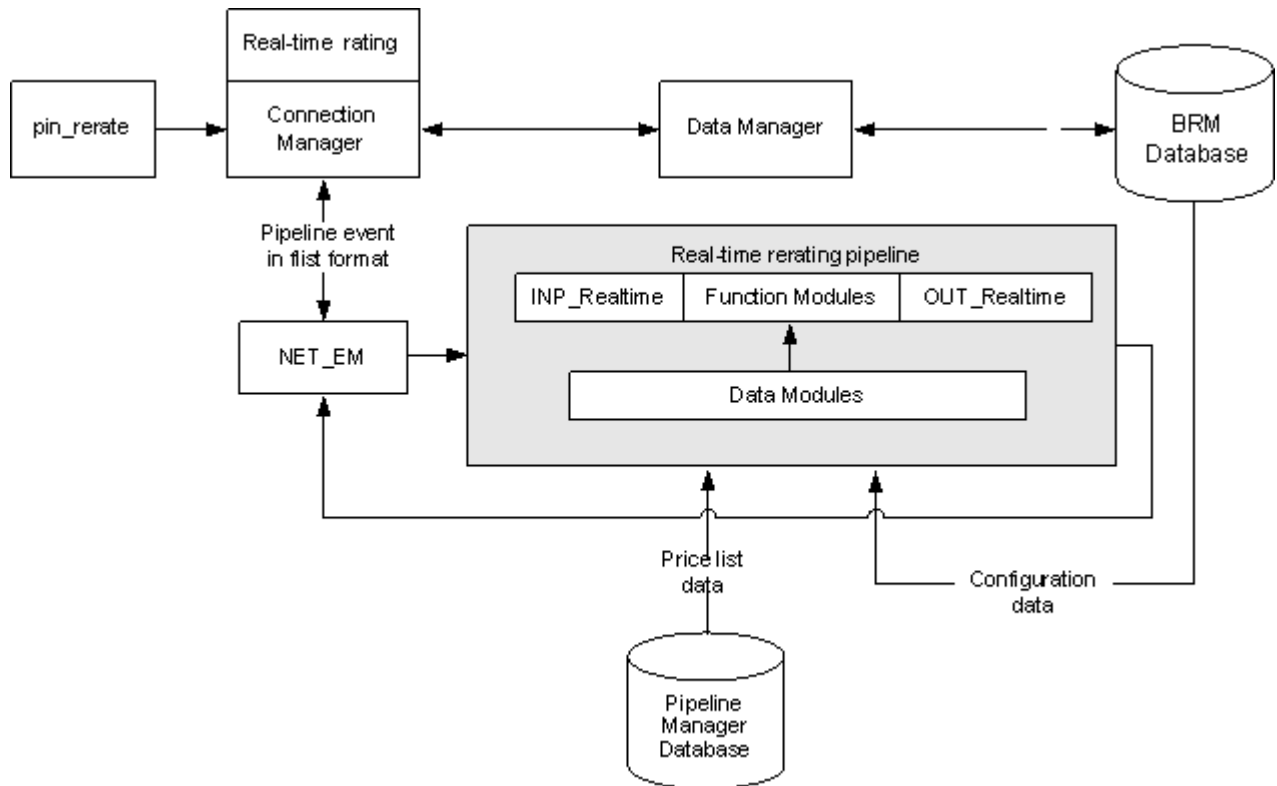 Real-time rating
pin_rerate
Connection
Manager
Data Manager
BRM
Database
Pipeline event
in flist format
Real-time rerating pipeline
INP_Realtime
Function Modules
OUT_Realtime
NET_EM
Data Modules
Price list
data
Configuration
data
Pipeline
Manager
Database